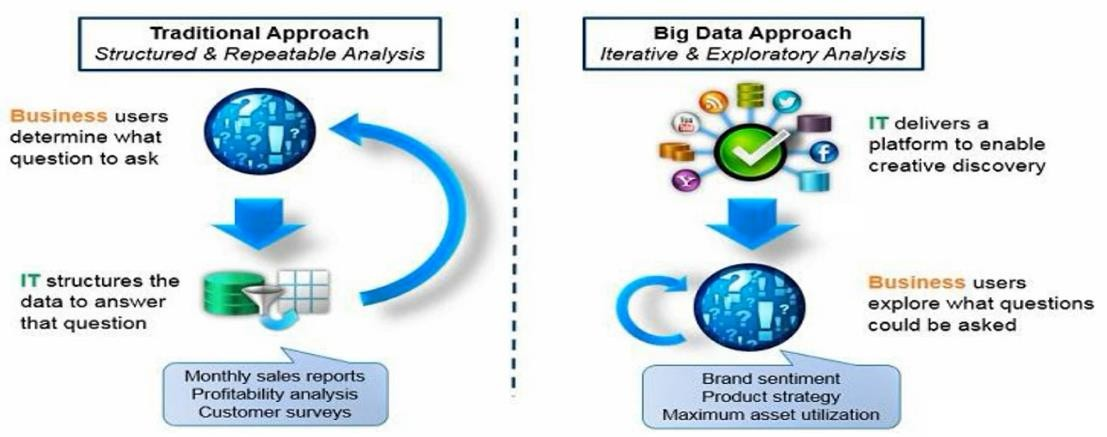 Traditional Approach
Structured & Repeatable Analysis
Business users
determine what
question to ask
IT structures the
data to answer
that question
Monthly sales reports
Profitability analysis
Customer surveys
Big Data Approach
Iterative & Exploratory Analysis
You
Tube
IT delivers a
platform to enable
creative discovery
Business users
explore what questions
could be asked
Brand sentiment
Product strategy
Maximum asset utilization